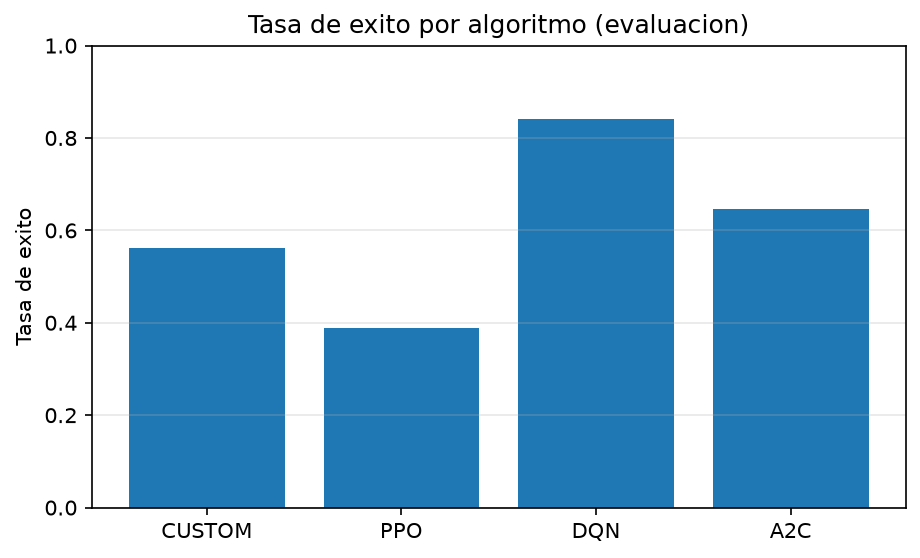 Tasa de exito por algoritmo (evaluacion)
Tasa de exito
1.0
0.8
0.6
0.4
0.2
0.0
CUSTOM PPO DQN A2C